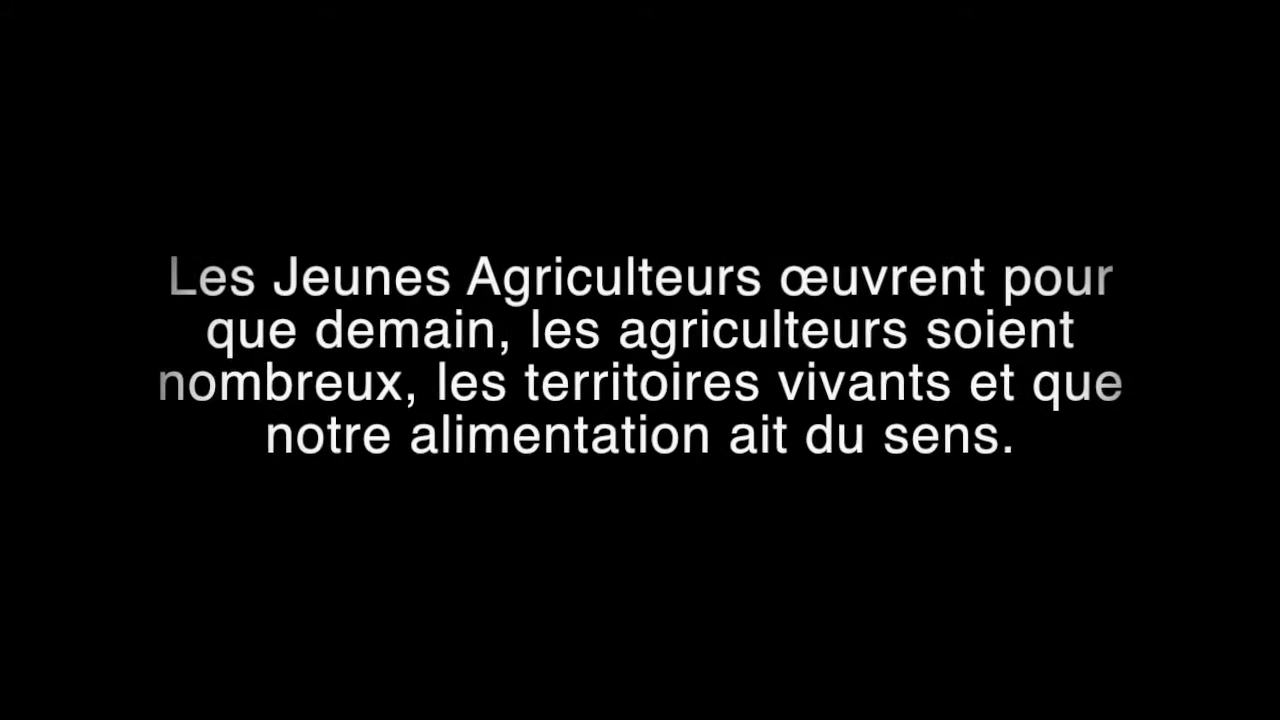 Les Jeunes Agriculteurs œuvrent pour
que demain, les agriculteurs soient
nombreux, les territoires vivants et que
notre alimentation ait du sens.